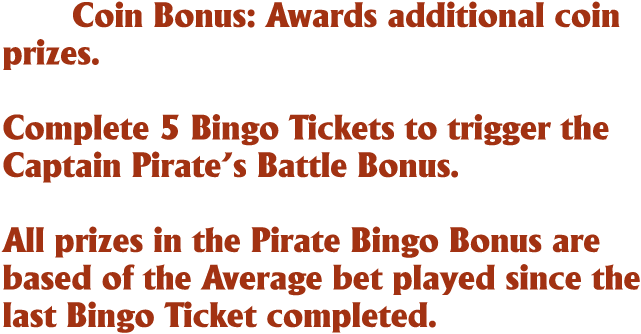 Coin Bonus: Awards additional coin
prizes.
Complete 5 Bingo Tickets to trigger the
Captain Pirate’s Battle Bonus.
All prizes in the Pirate Bingo Bonus are
based of the Average bet played since the
last Bingo Ticket completed.